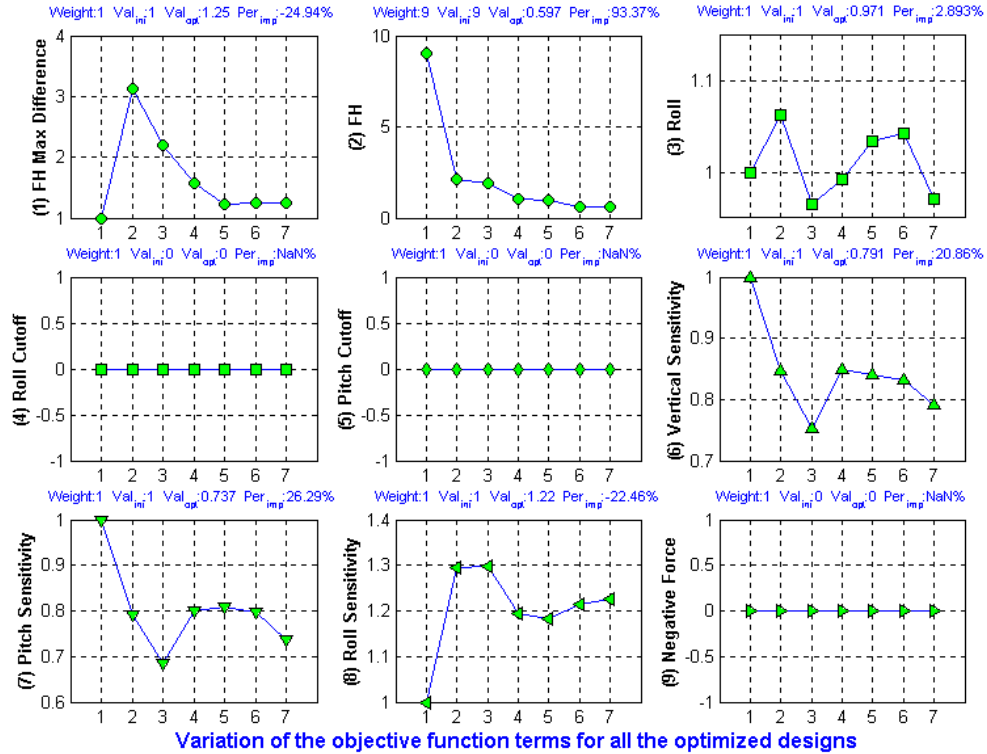 Weight:1 Val_ini:1 Val_opt:1.25 Per_imp:-24.94%
(1) FH Max Difference
4
3
2
1
1 2 3 4 5 6 7
Weight:9 Val_ini:9 Val_opt:0.597 Per_imp:93.37%
(2) FH
10
5
0
1 2 3 4 5 6 7
Weight:1 Val_ini:1 Val_opt:0.971 Per_imp:2.893%
(3) Roll
1.1
1
1 2 3 4 5 6 7
Weight:1 Val_ini:0 Val_opt:0 Per_imp:NaN%
(4) Roll Cutoff
1
0.5
0
-0.5
-1
1 2 3 4 5 6 7
Weight:1 Val_ini:0 Val_opt:0 Per_imp:NaN%
(5) Pitch Cutoff
1
0.5
0
-0.5
-1
1 2 3 4 5 6 7
Weight:1 Val_ini:1 Val_opt:0.791 Per_imp:20.86%
(6) Vertical Sensitivity
1
0.9
0.8
0.7
1 2 3 4 5 6 7
Weight:1 Val_ini:1 Val_opt:0.737 Per_imp:26.29%
(7) Pitch Sensitivity
1
0.9
0.8
0.7
0.6
1 2 3 4 5 6 7
Weight:1 Val_ini:1 Val_opt:1.22 Per_imp:-22.46%
(8) Roll Sensitivity
1.4
1.3
1.2
1.1
1
1 2 3 4 5 6 7
Weight:1 Val_ini:0 Val_opt:0 Per_imp:NaN%
(9) Negative Force
1
0.5
0
-0.5
-1
1 2 3 4 5 6 7
Variation of the objective function terms for all the optimized designs